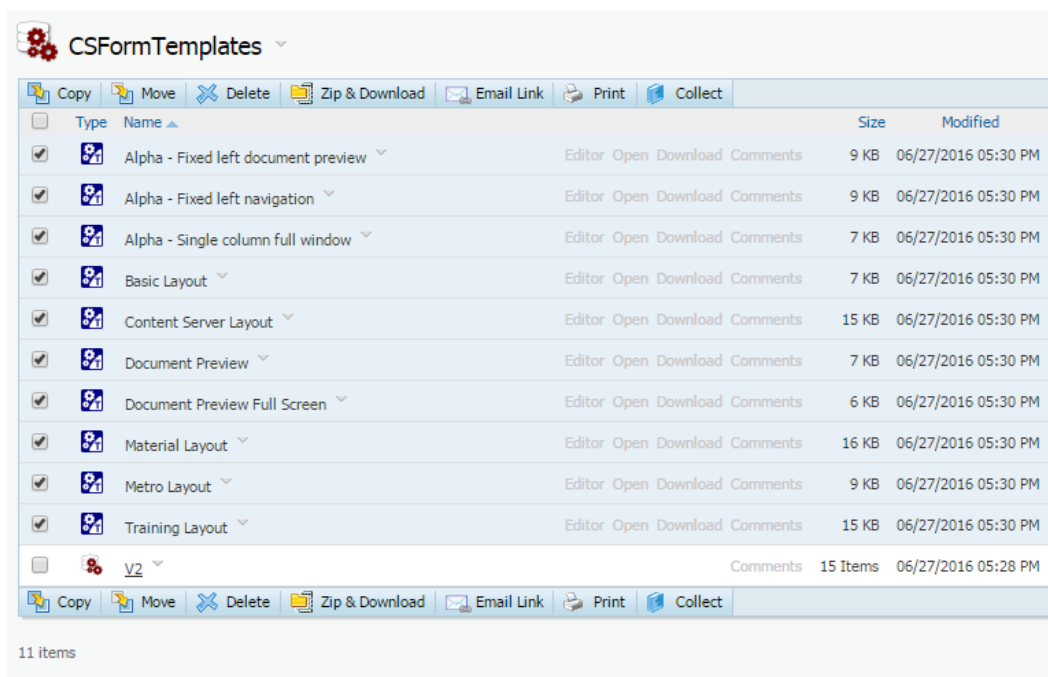 CSFormTemplates
Copy Move Delete Zip & Download Email Link Print Collect
Type Name Size Modified
Alpha - Fixed left document preview Editor Open Download Comments 9 KB 06/27/2016 05:30 PM
Alpha - Fixed left navigation Editor Open Download Comments 9 KB 06/27/2016 05:30 PM
Alpha - Single column full window Editor Open Download Comments 7 KB 06/27/2016 05:30 PM
Basic Layout Editor Open Download Comments 7 KB 06/27/2016 05:30 PM
Content Server Layout Editor Open Download Comments 15 KB 06/27/2016 05:30 PM
Document Preview Editor Open Download Comments 7 KB 06/27/2016 05:30 PM
Document Preview Full Screen Editor Open Download Comments 6 KB 06/27/2016 05:30 PM
Material Layout Editor Open Download Comments 16 KB 06/27/2016 05:30 PM
Metro Layout Editor Open Download Comments 9 KB 06/27/2016 05:30 PM
Training Layout Editor Open Download Comments 15 KB 06/27/2016 05:30 PM
V2 Comments 15 Items 06/27/2016 05:28 PM
Copy Move Delete Zip & Download Email Link Print Collect
11 items